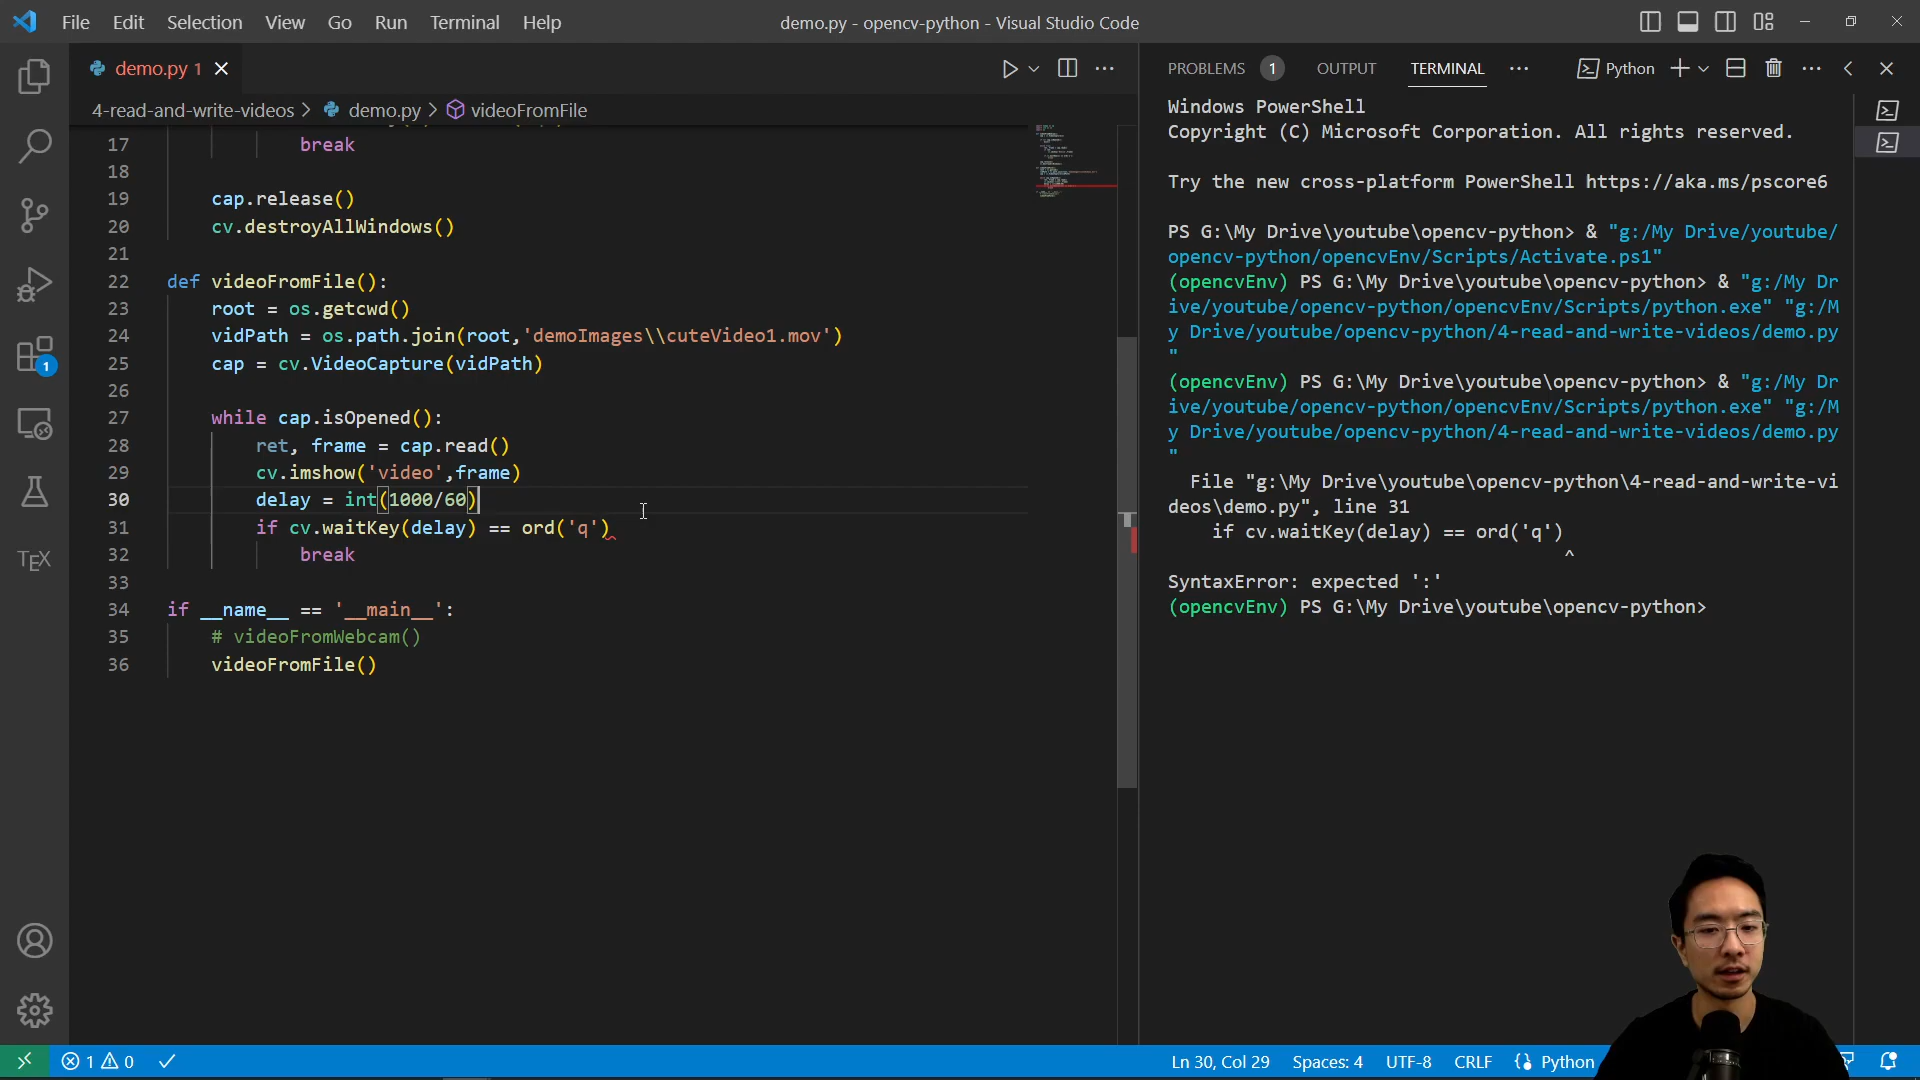 File Edit Selection View Go Run Terminal Help
demo.py - opencv-python - Visual Studio Code
demo.py 1
4-read-and-write-videos > demo.py > videoFromFile
17 break
18
19 cap.release()
20 cv.destroyAllWindows()
21
22 def videoFromFile():
23 root = os.getcwd()
24 vidPath = os.path.join(root,'demoImages\\cuteVideo1.mov')
25 cap = cv.VideoCapture(vidPath)
26
27 while cap.isOpened():
28 ret, frame = cap.read()
29 cv.imshow('video',frame)
30 delay = int(1000/60)
31 if cv.waitKey(delay) == ord('q')
32 break
33
34 if __name__ == '__main__':
35 # videoFromWebcam()
36 videoFromFile()
PROBLEMS 1 OUTPUT TERMINAL Python
Windows PowerShell
Copyright (C) Microsoft Corporation. All rights reserved.
Try the new cross-platform PowerShell https://aka.ms/pscore6
PS G:\My Drive\youtube\opencv-python> & "g:/My Drive/youtube/
opencv-python/opencvEnv/Scripts/Activate.ps1"
(opencvEnv) PS G:\My Drive\youtube\opencv-python> & "g:/My Dr
ive/youtube/opencv-python/opencvEnv/Scripts/python.exe" "g:/M
y Drive/youtube/opencv-python/4-read-and-write-videos/demo.py
"
(opencvEnv) PS G:\My Drive\youtube\opencv-python> & "g:/My Dr
ive/youtube/opencv-python/opencvEnv/Scripts/python.exe" "g:/M
y Drive/youtube/opencv-python/4-read-and-write-videos/demo.py
"
File "g:\My Drive\youtube\opencv-python\4-read-and-write-vi
deos\demo.py", line 31
if cv.waitKey(delay) == ord('q')
^
SyntaxError: expected ':'
(opencvEnv) PS G:\My Drive\youtube\opencv-python>
1
TEX
1 0
Ln 30, Col 29 Spaces: 4 UTF-8 CRLF Python